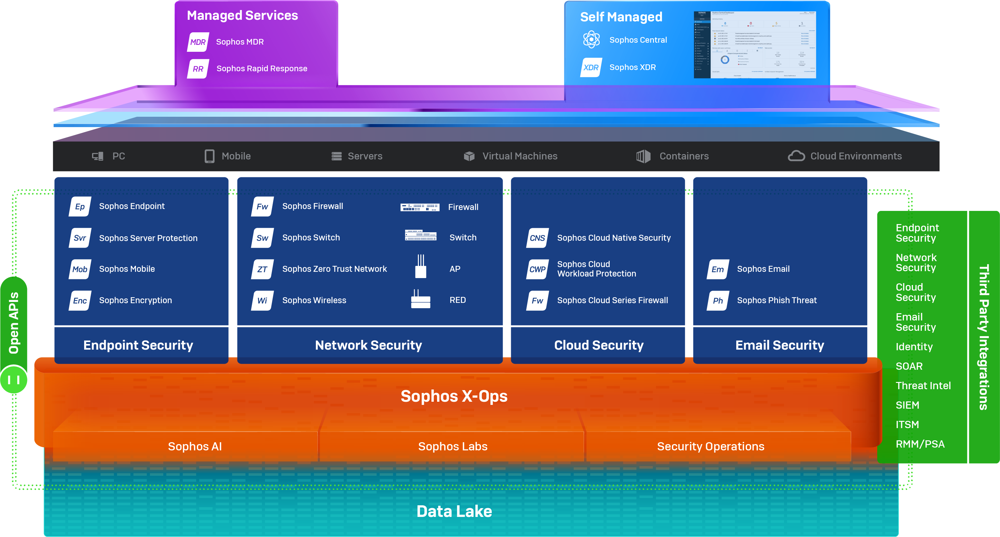 Managed Services
MDR Sophos MDR
RR Sophos Rapid Response
Self Managed
Sophos Central
XDR Sophos XDR
SOPHOS
Sophos Central Dashboard
PC
Mobile
Servers
Virtual Machines
Containers
Cloud Environments
Open APIs
Ep Sophos Endpoint
Svr Sophos Server Protection
Mob Sophos Mobile
Enc Sophos Encryption
Endpoint Security
Fw Sophos Firewall
Firewall
Sw Sophos Switch
Switch
ZT Sophos Zero Trust Network
AP
Wi Sophos Wireless
RED
Network Security
CNS Sophos Cloud Native Security
CWP Sophos Cloud
Workload Protection
Fw Sophos Cloud Series Firewall
Cloud Security
Em Sophos Email
Ph Sophos Phish Threat
Email Security
Endpoint
Security
Network
Security
Cloud
Security
Email
Security
Identity
SOAR
Threat Intel
SIEM
ITSM
RMM/PSA
Third Party Integrations
Sophos X-Ops
Sophos AI
Sophos Labs
Security Operations
Data Lake